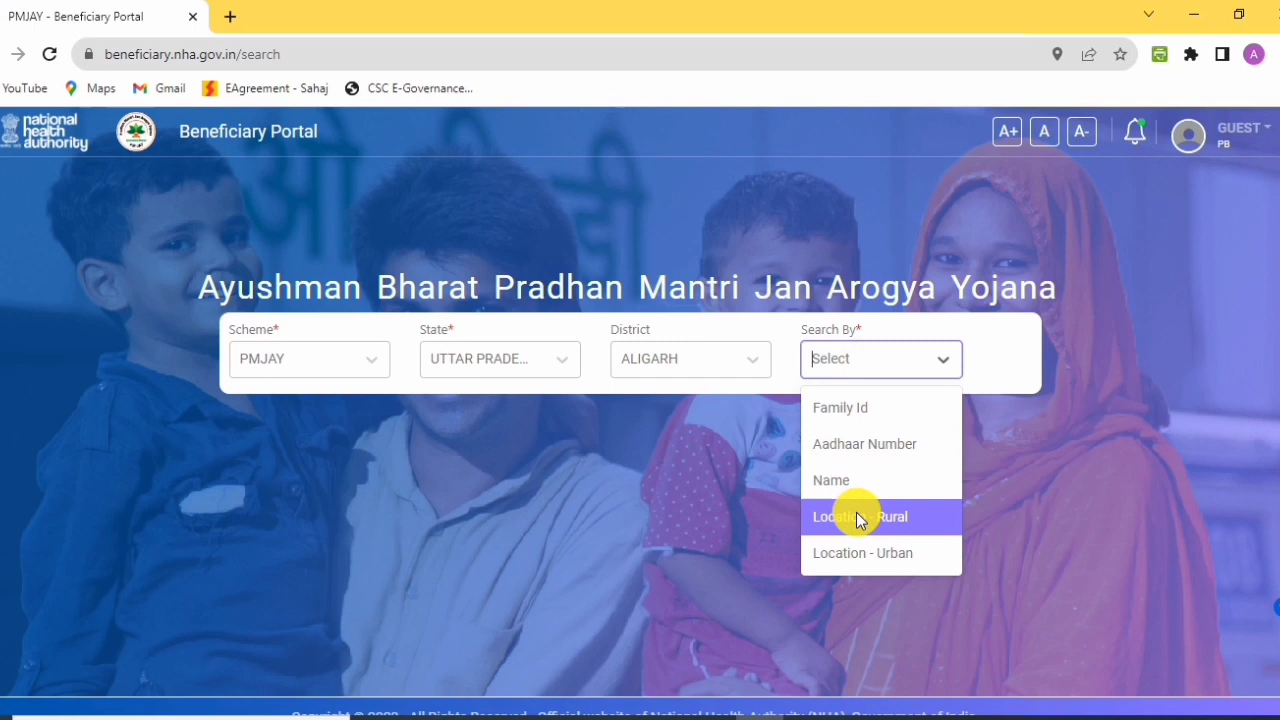 PMJAY - Beneficiary Portal
beneficiary.nha.gov.in/search
A
YouTube Maps Gmail EAgreement - Sahaj CSC E-Governance...
national
health
authority
Beneficiary Portal
A+ A A-
GUEST
PB
Ayushman Bharat Pradhan Mantri Jan Arogya Yojana
Scheme* State* District Search By*
PMJAY UTTAR PRADE... ALIGARH Select
Family Id
Aadhaar Number
Name
Location - Rural
Location - Urban